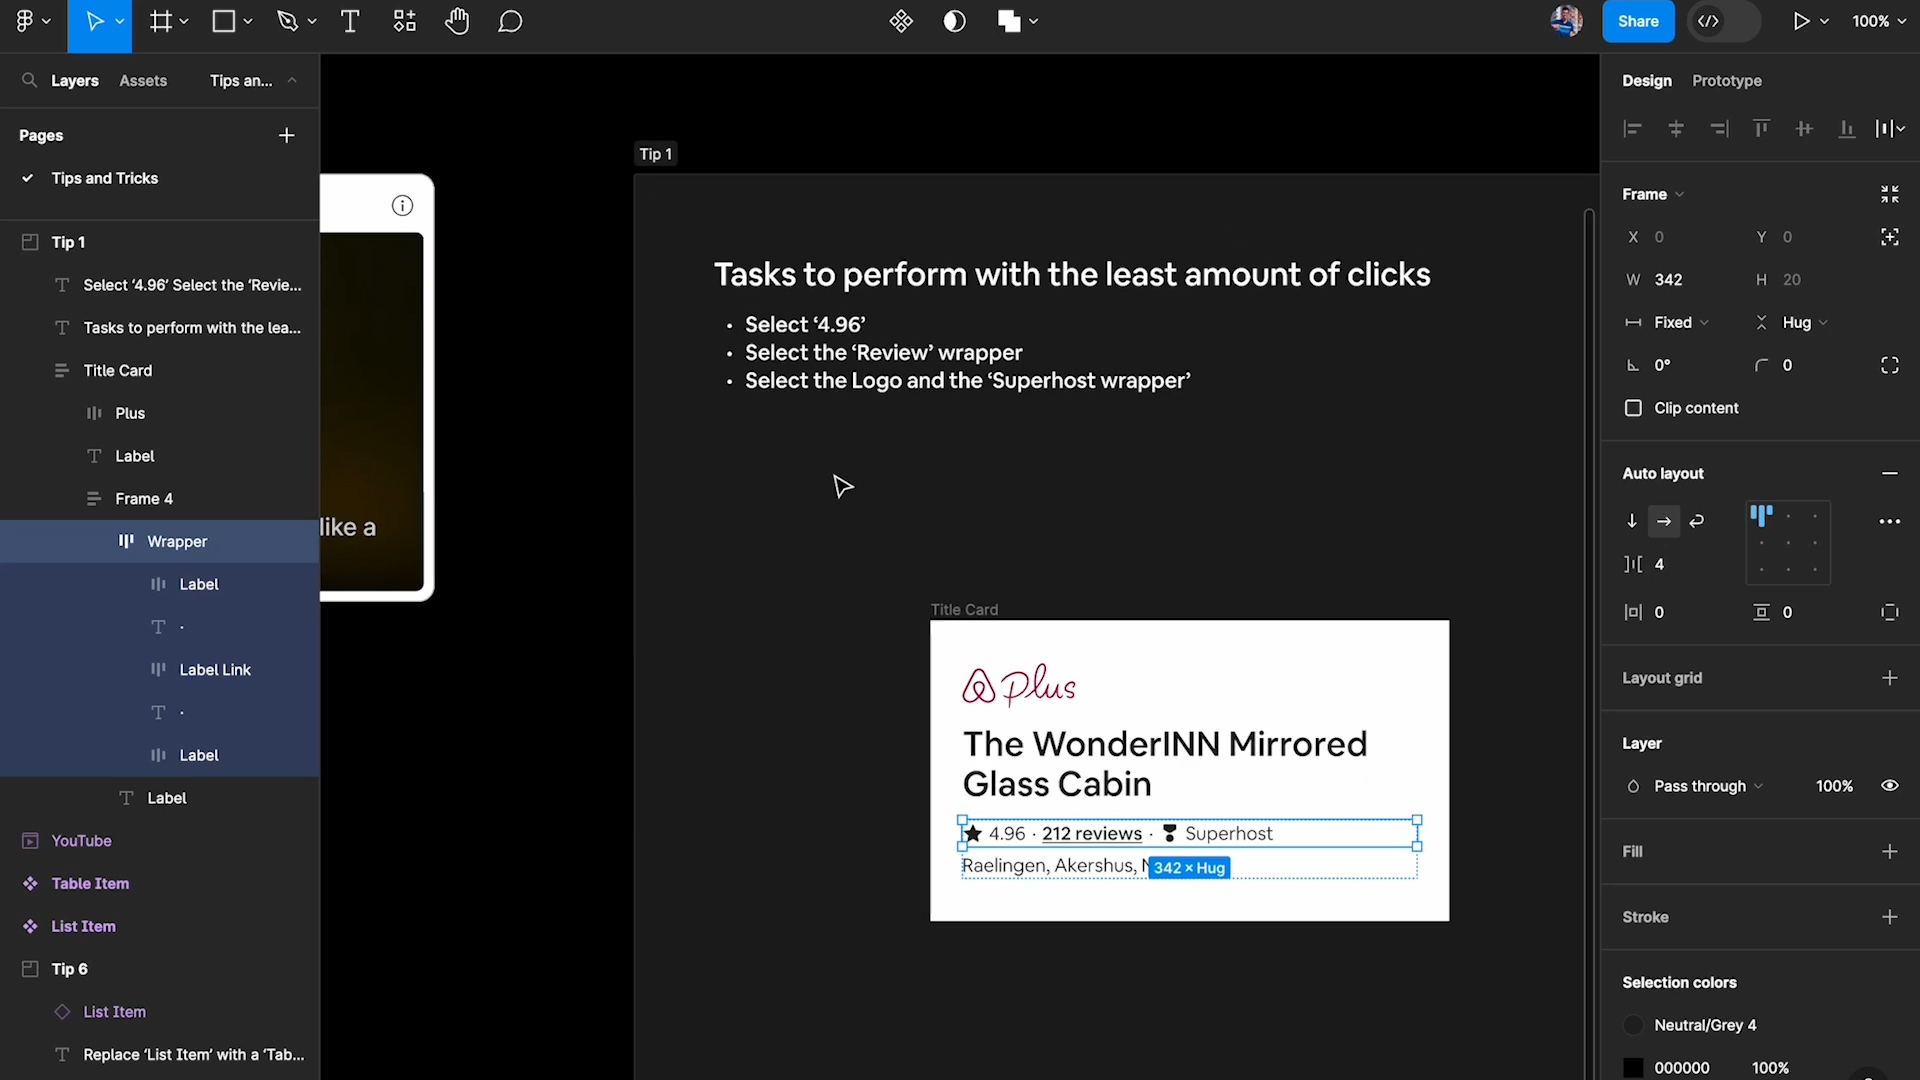 Share
100%
Layers
Assets
Tips an...
Pages
Tips and Tricks
Tip 1
Select ‘4.96’ Select the ‘Revie...
Tasks to perform with the lea...
Title Card
Plus
Label
Frame 4
Wrapper
Label
·
Label Link
·
Label
Label
YouTube
Table Item
List Item
Tip 6
List Item
Replace ‘List Item’ with a ‘Tab...
like a
Tip 1
Tasks to perform with the least amount of clicks
• Select ‘4.96’
• Select the ‘Review’ wrapper
• Select the Logo and the ‘Superhost wrapper’
Title Card
Plus
The WonderINN Mirrored
Glass Cabin
4.96 · 212 reviews · Superhost
Raelingen, Akershus, N
342 × Hug
Design
Prototype
Frame
X 0
Y 0
W 342
H 20
Fixed
Hug
0°
0
Clip content
Auto layout
4
0
0
Layout grid
Layer
Pass through
100%
Fill
Stroke
Selection colors
Neutral/Grey 4
000000
100%